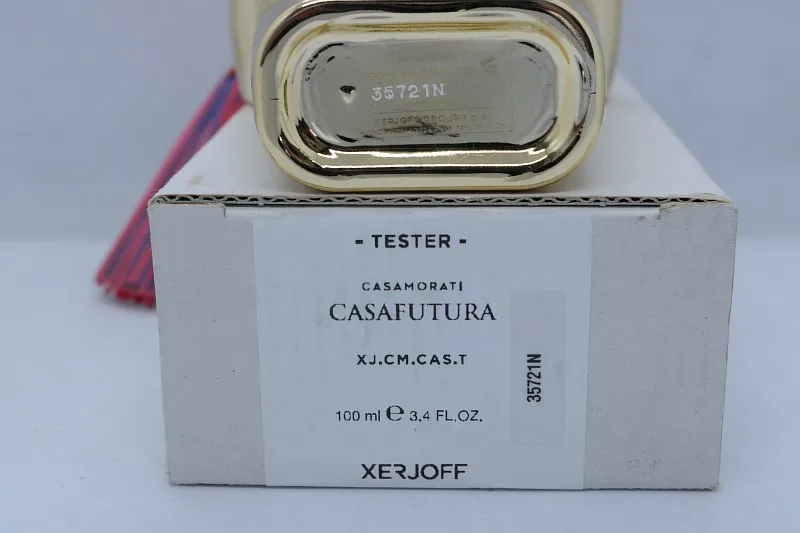 35721N
- TESTER -
CASAMORATI
CASAFUTURA
XJ.CM.CAS.T
35721N
100 ml ℮ 3.4 FL.OZ.
XERJOFF